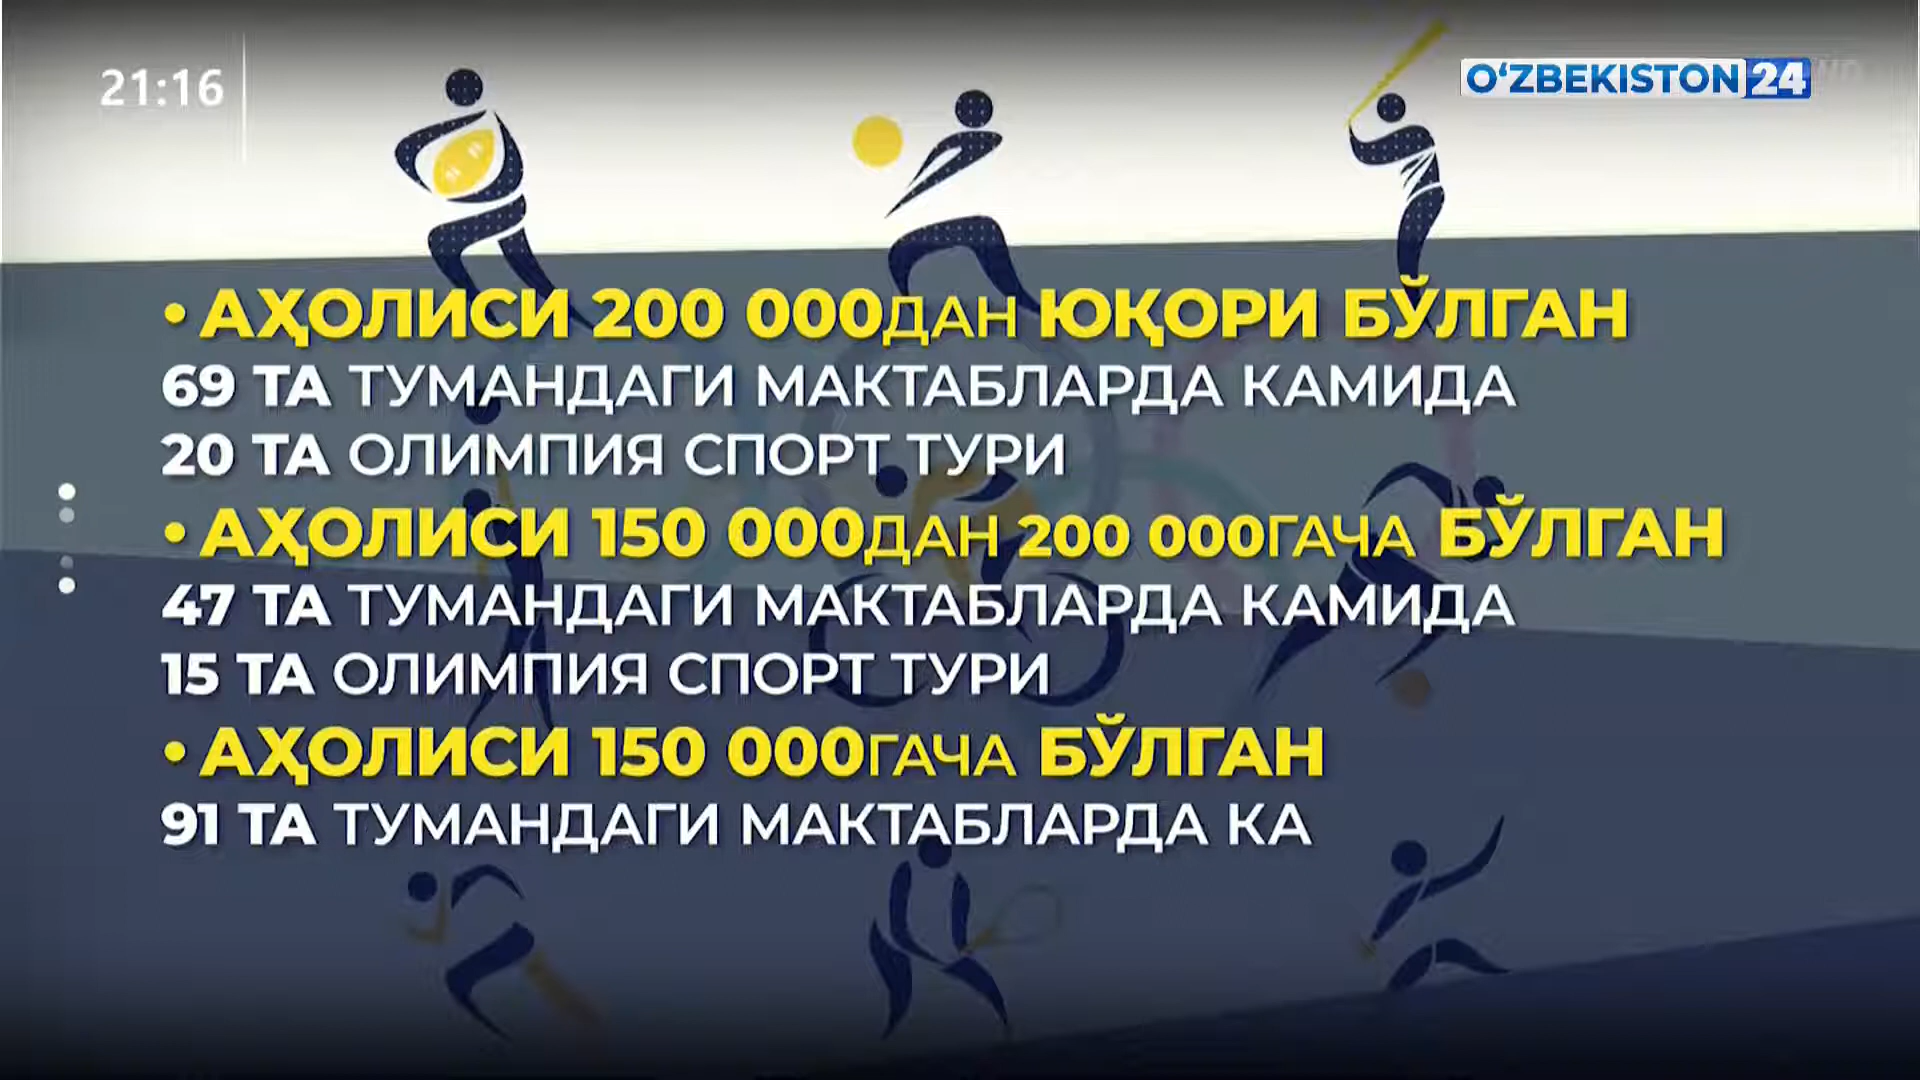 21:16
O‘ZBEKISTON 24
• АҲОЛИСИ 200 000ДАН ЮҚОРИ БЎЛГАН
69 ТА ТУМАНДАГИ МАКТАБЛАРДА КАМИДА
20 ТА ОЛИМПИЯ СПОРТ ТУРИ
• АҲОЛИСИ 150 000ДАН 200 000ГАЧА БЎЛГАН
47 ТА ТУМАНДАГИ МАКТАБЛАРДА КАМИДА
15 ТА ОЛИМПИЯ СПОРТ ТУРИ
• АҲОЛИСИ 150 000ГАЧА БЎЛГАН
91 ТА ТУМАНДАГИ МАКТАБЛАРДА КА